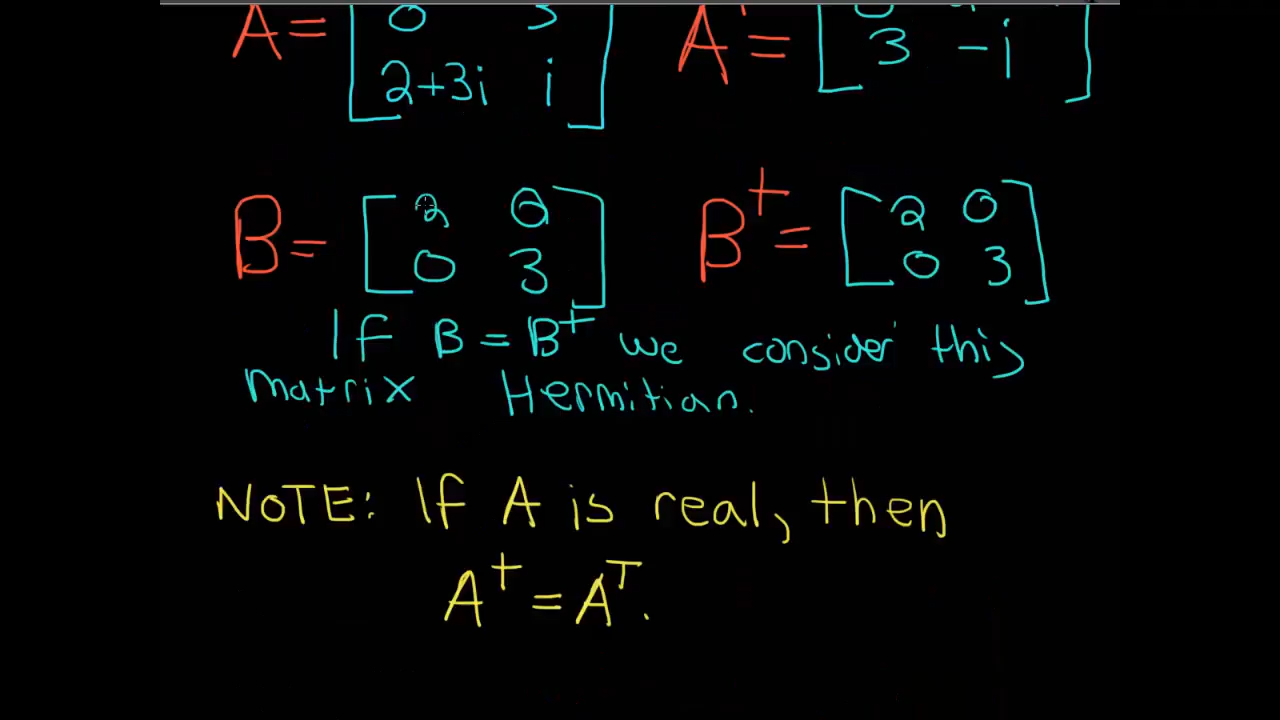 A = [ 0 3 A† = [ 3 -i ]
2+3i i ]
B = [ 2 0 B† = [ 2 0
0 3 ] 0 3 ]
If B = B† we consider this
matrix Hermitian.
NOTE: If A is real, then
A† = Aᵀ.